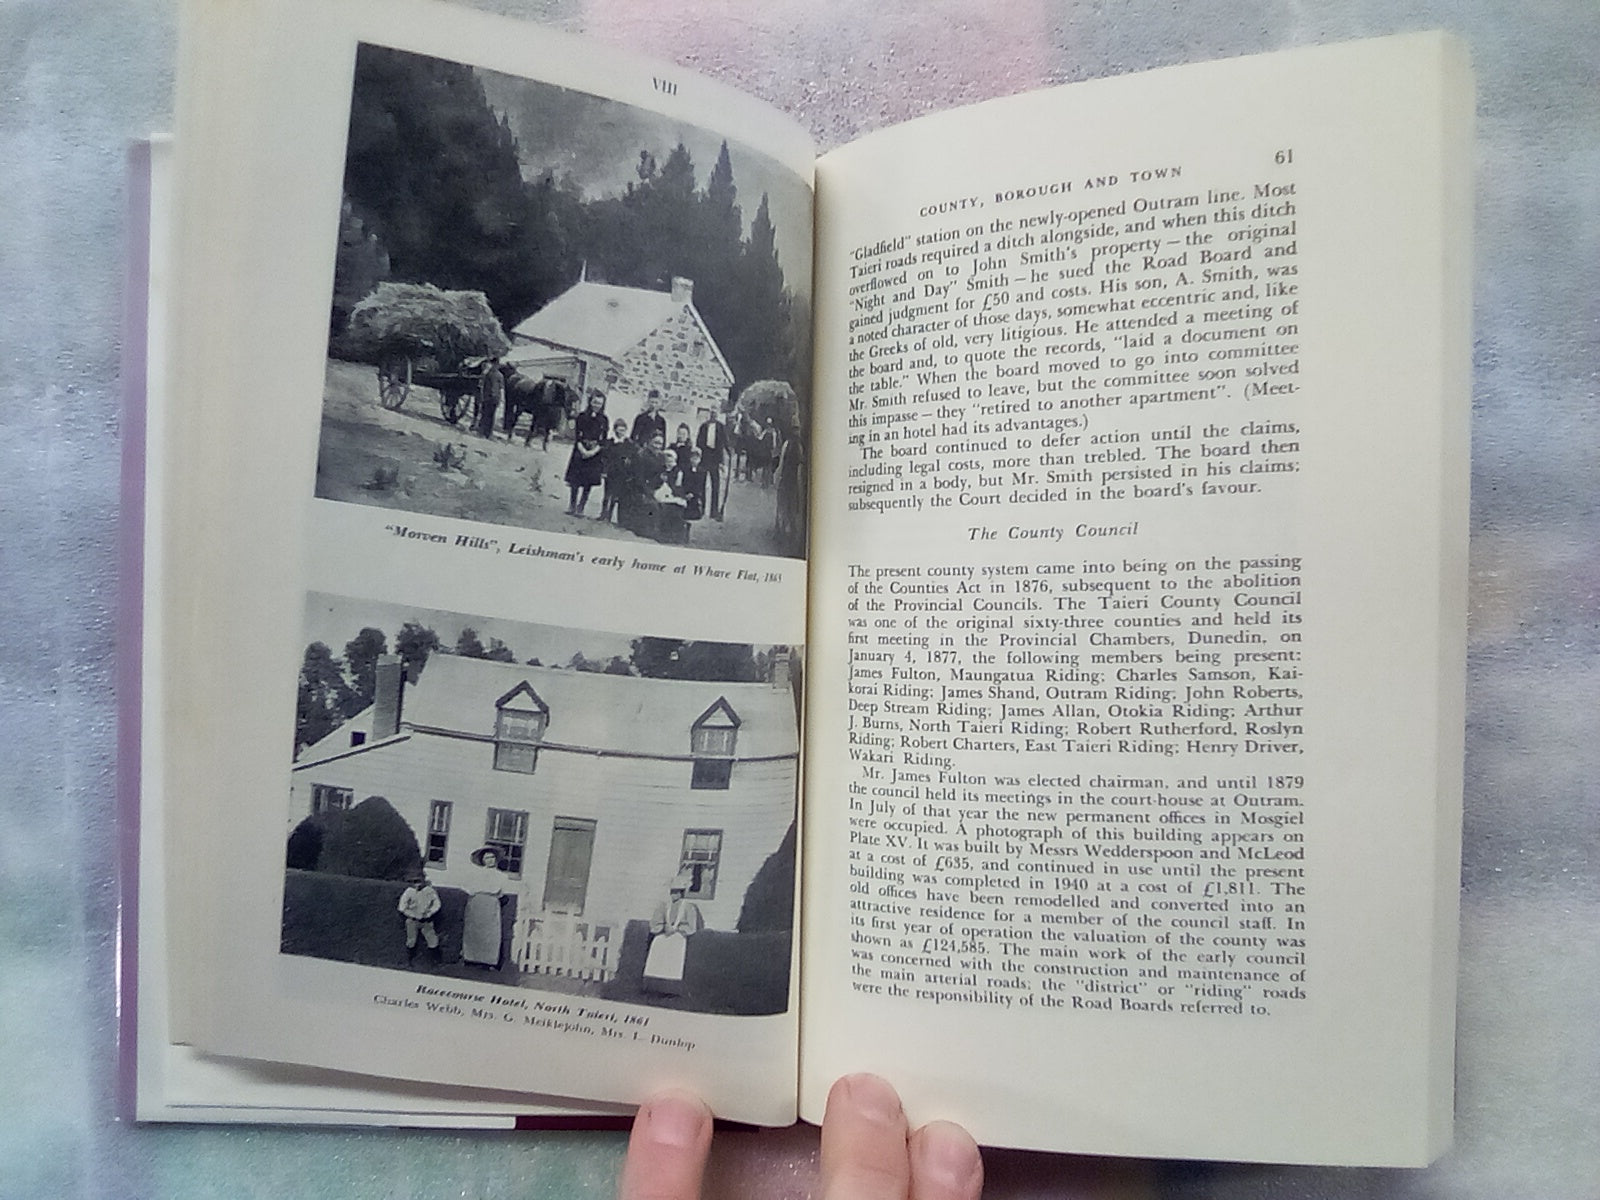 VIII
"Morven Hills", Leishman's early home at Whare Flat, 1865
Racecourse Hotel, North Taieri, 1861
Charles Webb, Mrs. G. Meiklejohn, Mrs. L. Dunlop
61
COUNTY, BOROUGH AND TOWN
"Gladfield" station on the newly-opened Outram line. Most
Taieri roads required a ditch alongside, and when this ditch
overflowed on to John Smith's property – the original
"Night and Day" Smith – he sued the Road Board and
gained judgment for £50 and costs. His son, A. Smith, was
a noted character of those days, somewhat eccentric and, like
the Greeks of old, very litigious. He attended a meeting of
the board and, to quote the records, "laid a document on
the table." When the board moved to go into committee
Mr. Smith refused to leave, but the committee soon solved
this impasse – they "retired to another apartment". (Meet-
ing in an hotel had its advantages.)
The board continued to defer action until the claims,
including legal costs, more than trebled. The board then
resigned in a body, but Mr. Smith persisted in his claims;
subsequently the Court decided in the board's favour.
The County Council
The present county system came into being on the passing
of the Counties Act in 1876, subsequent to the abolition
of the Provincial Councils. The Taieri County Council
was one of the original sixty-three counties and held its
first meeting in the Provincial Chambers, Dunedin, on
January 4, 1877, the following members being present:
James Fulton, Maungatua Riding; Charles Samson, Kai-
korai Riding; James Shand, Outram Riding; John Roberts,
Deep Stream Riding; James Allan, Otokia Riding; Arthur
J. Burns, North Taieri Riding; Robert Rutherford, Roslyn
Riding; Robert Charters, East Taieri Riding; Henry Driver,
Wakari Riding.
Mr. James Fulton was elected chairman, and until 1879
the council held its meetings in the court-house at Outram.
In July of that year the new permanent offices in Mosgiel
were occupied. A photograph of this building appears on
Plate XV. It was built by Messrs Wedderspoon and McLeod
at a cost of £635, and continued in use until the present
building was completed in 1940 at a cost of £1,811. The
old offices have been remodelled and converted into an
attractive residence for a member of the council staff. In
its first year of operation the valuation of the county was
shown as £124,585. The main work of the early council
was concerned with the construction and maintenance of
the main arterial roads; the "district" or "riding" roads
were the responsibility of the Road Boards referred to.